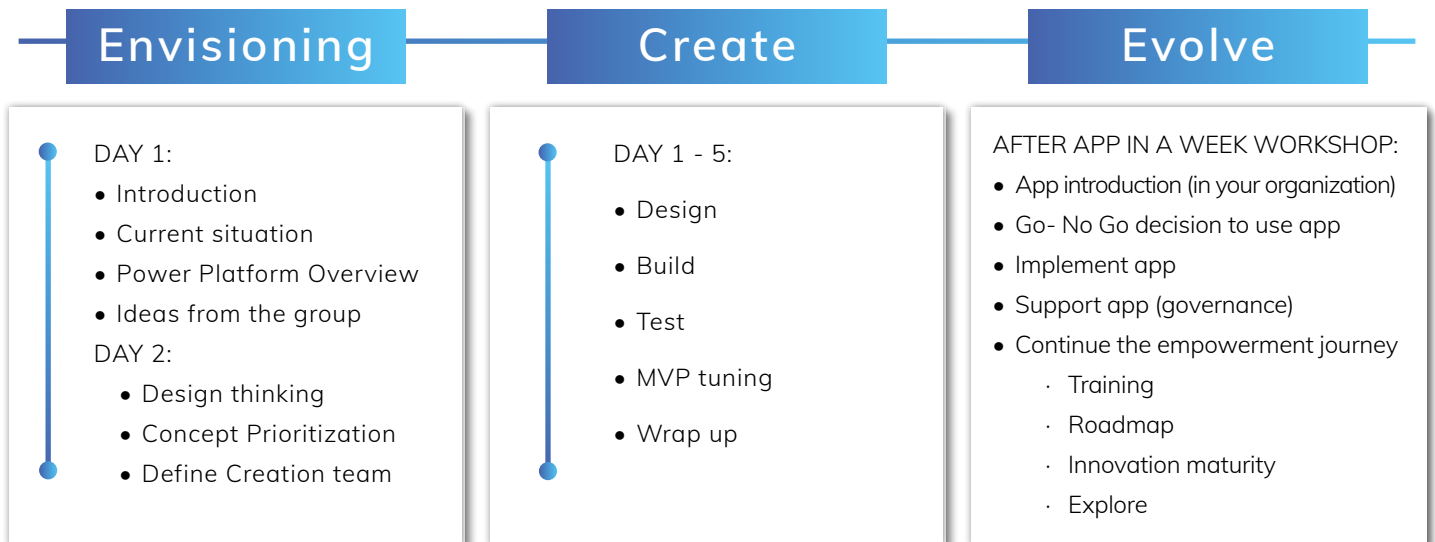 Envisioning
DAY 1:
• Introduction
• Current situation
• Power Platform Overview
• Ideas from the group
DAY 2:
• Design thinking
• Concept Prioritization
• Define Creation team
Create
DAY 1 - 5:
• Design
• Build
• Test
• MVP tuning
• Wrap up
Evolve
AFTER APP IN A WEEK WORKSHOP:
• App introduction (in your organization)
• Go- No Go decision to use app
• Implement app
• Support app (governance)
• Continue the empowerment journey
· Training
· Roadmap
· Innovation maturity
· Explore